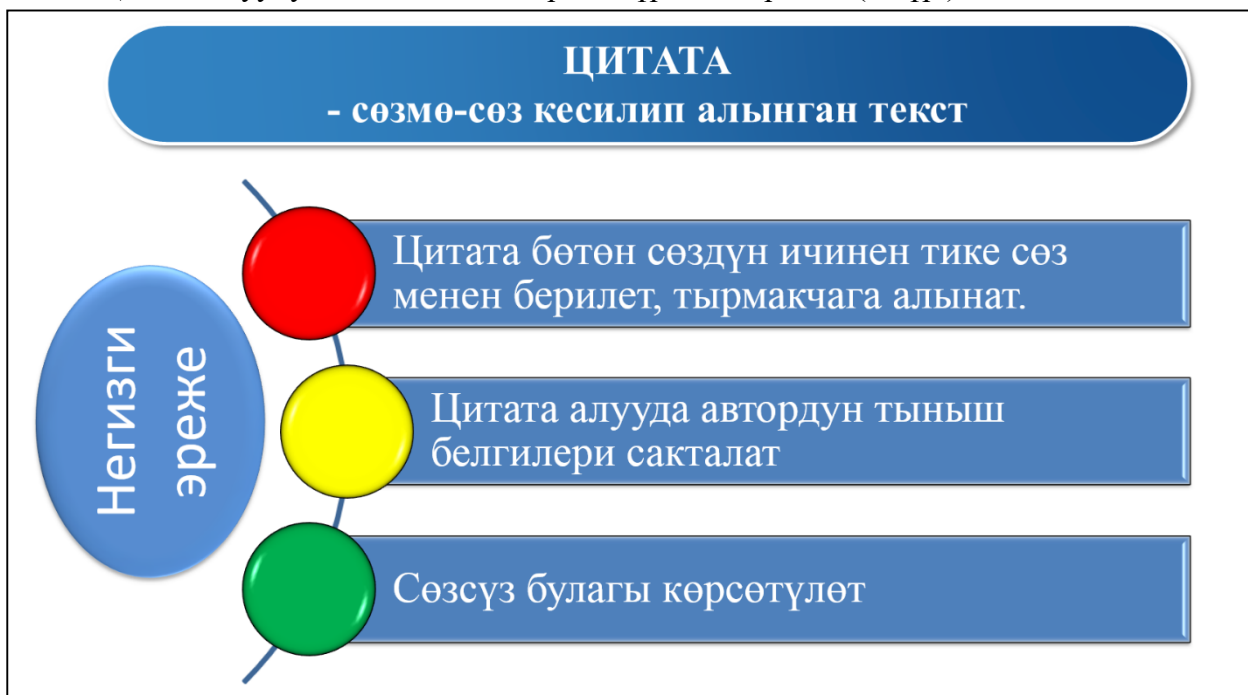 ЦИТАТА
- сөзмө-сөз кесилип алынган текст
Негизги
эреже
Цитата бөтөн сөздүн ичинен тике сөз
менен берилет, тырмакчага алынат.
Цитата алууда автордун тыныш
белгилери сакталат
Сөзсүз булагы көрсөтүлөт